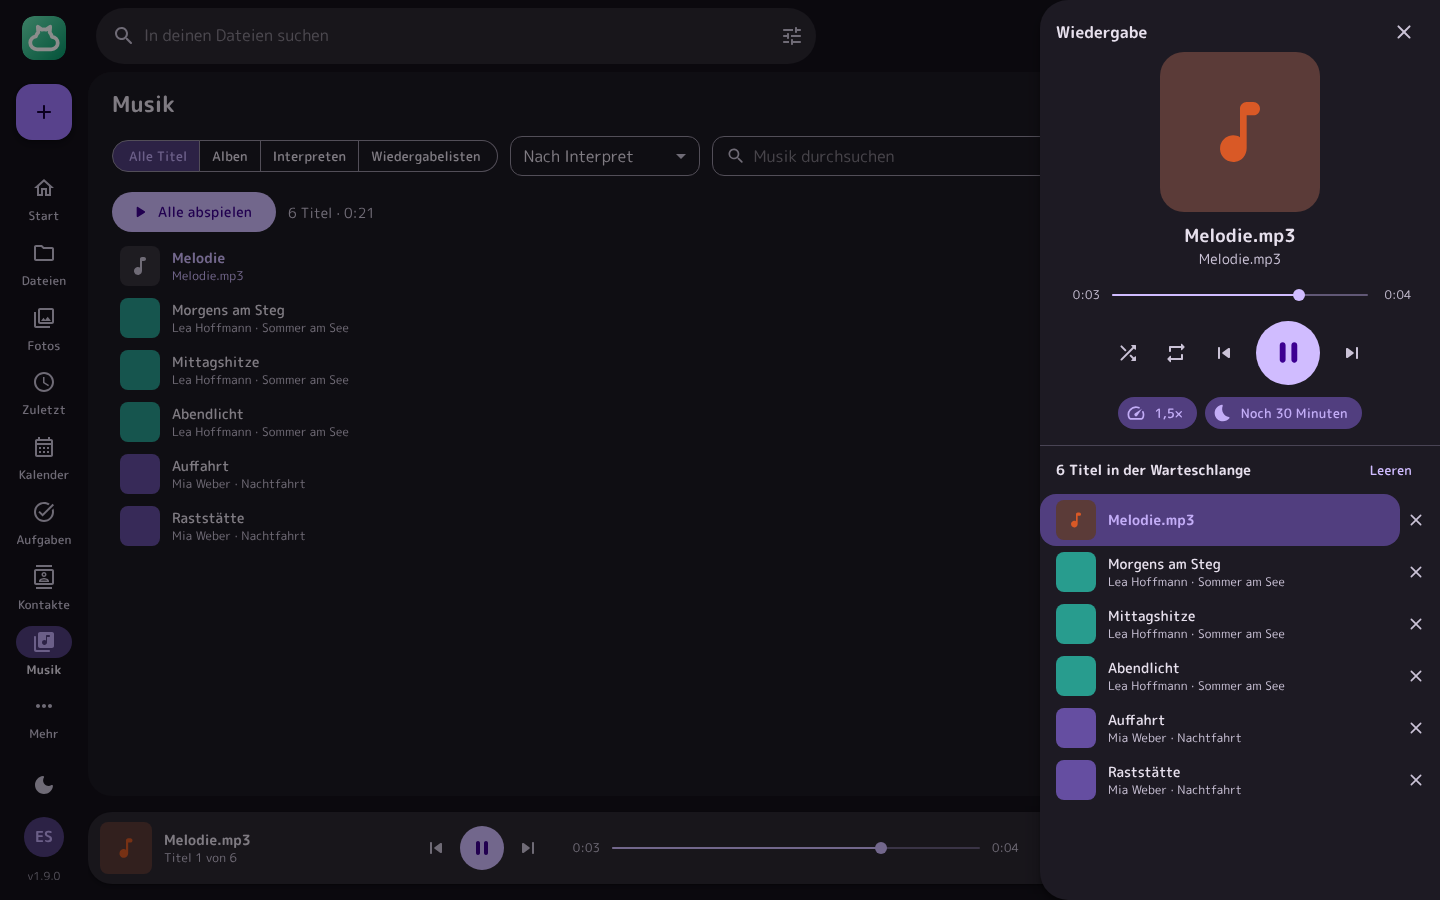 In deinen Dateien suchen
Start
Dateien
Fotos
Zuletzt
Kalender
Aufgaben
Kontakte
Musik
Mehr
ES
v1.9.0
Musik
Alle Titel
Alben
Interpreten
Wiedergabelisten
Nach Interpret
Musik durchsuchen
Alle abspielen
6 Titel · 0:21
Melodie
Melodie.mp3
Morgens am Steg
Lea Hoffmann · Sommer am See
Mittagshitze
Lea Hoffmann · Sommer am See
Abendlicht
Lea Hoffmann · Sommer am See
Auffahrt
Mia Weber · Nachtfahrt
Raststätte
Mia Weber · Nachtfahrt
Melodie.mp3
Titel 1 von 6
0:03
0:04
Wiedergabe
Melodie.mp3
Melodie.mp3
0:03
0:04
1,5×
Noch 30 Minuten
6 Titel in der Warteschlange
Leeren
Melodie.mp3
Morgens am Steg
Lea Hoffmann · Sommer am See
Mittagshitze
Lea Hoffmann · Sommer am See
Abendlicht
Lea Hoffmann · Sommer am See
Auffahrt
Mia Weber · Nachtfahrt
Raststätte
Mia Weber · Nachtfahrt